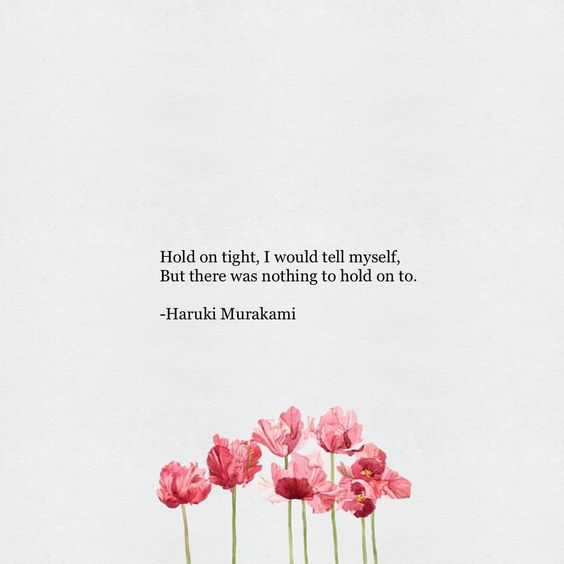 Hold on tight, I would tell myself,
But there was nothing to hold on to.
-Haruki Murakami